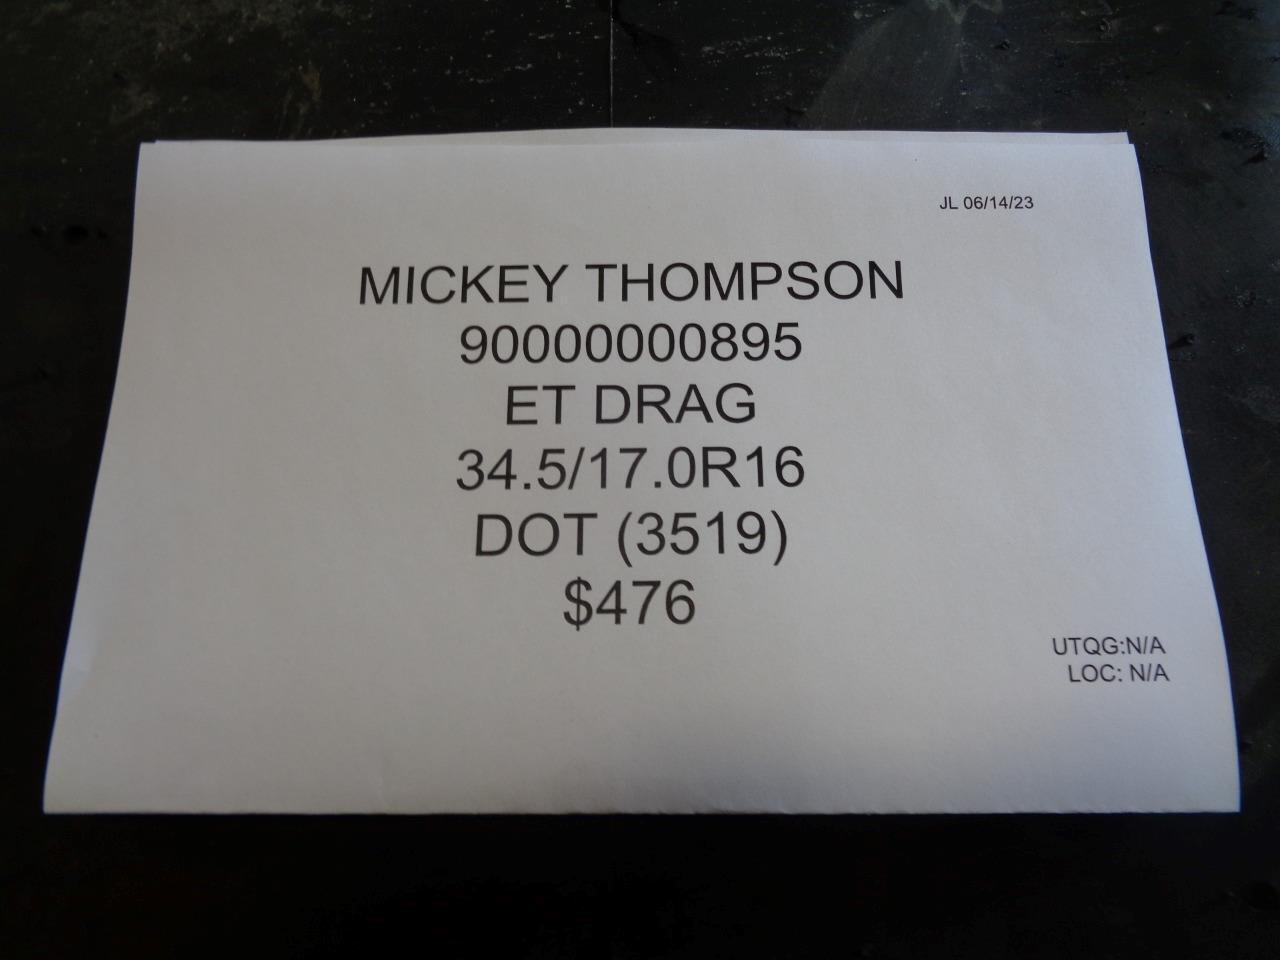 JL 06/14/23
MICKEY THOMPSON
90000000895
ET DRAG
34.5/17.0R16
DOT (3519)
$476
UTQG:N/A
LOC: N/A